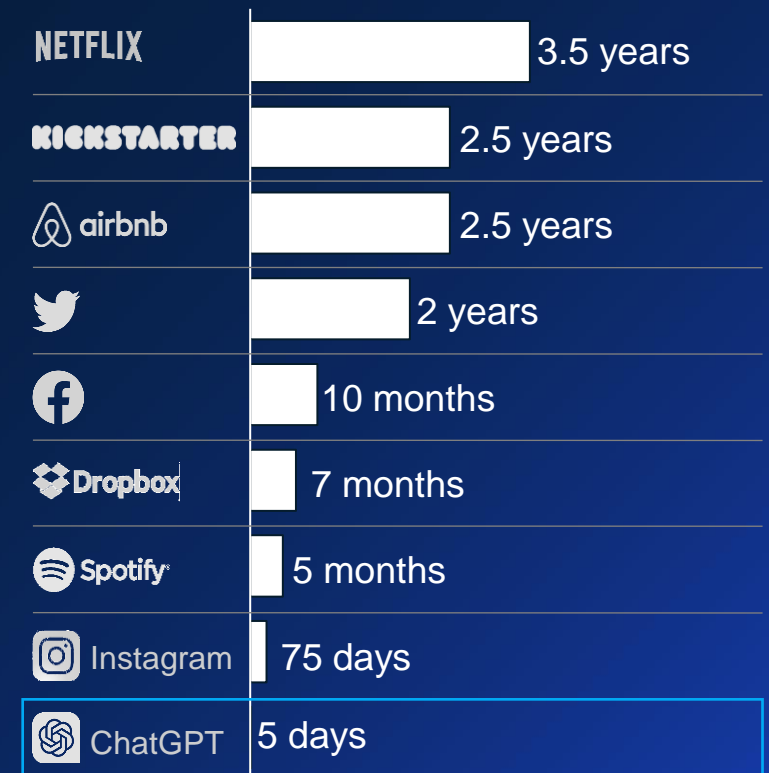 NETFLIX 3.5 years
KICKSTARTER 2.5 years
airbnb 2.5 years
2 years
f 10 months
Dropbox 7 months
Spotify 5 months
Instagram 75 days
ChatGPT 5 days